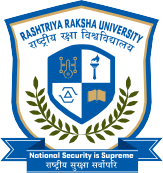 RASHTRIYA RAKSHA UNIVERSITY
राष्ट्रीय रक्षा विश्वविद्यालय
National Security is Supreme
राष्ट्रीय सुरक्षा सर्वोपरि